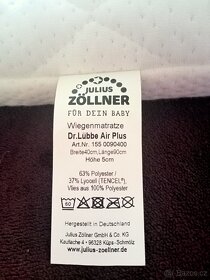 JULIUS
ZÖLLNER
FÜR DEIN BABY
Wiegenmatratze
Dr.Lübbe Air Plus
Art.Nr. 155 0090400
Breite40cm,Länge90cm
Höhe 5cm
63% Polyester /
37% Lyocell (TENCEL®)
Vlies aus 100% Polyester
60
Hergestellt in Deutschland
Julius Zöllner GmbH & Co. KG
Kaufläche 4 • 96328 Küps -Schmölz
www.julius-zoellner.de